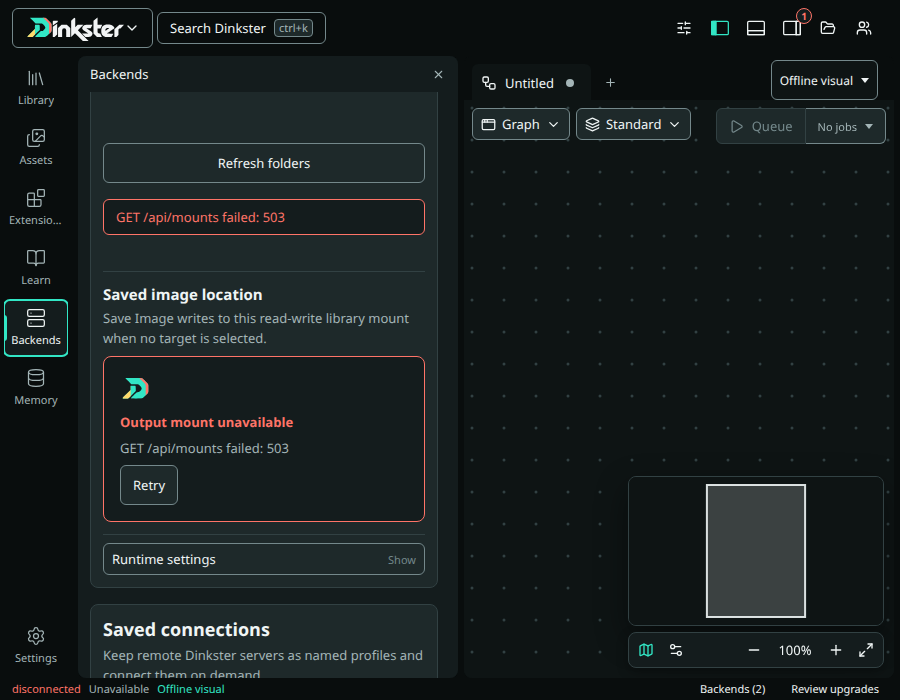 Dinkster
Search Dinkster ctrl+k
1
Library
Assets
Extensio...
Learn
Backends
Memory
Settings
Backends
Refresh folders
GET /api/mounts failed: 503
Saved image location
Save Image writes to this read-write library mount
when no target is selected.
Output mount unavailable
GET /api/mounts failed: 503
Retry
Runtime settings Show
Saved connections
Keep remote Dinkster servers as named profiles and
connect them on demand.
Untitled
Offline visual
Graph
Standard
Queue
No jobs
100%
disconnected Unavailable Offline visual
Backends (2) Review upgrades